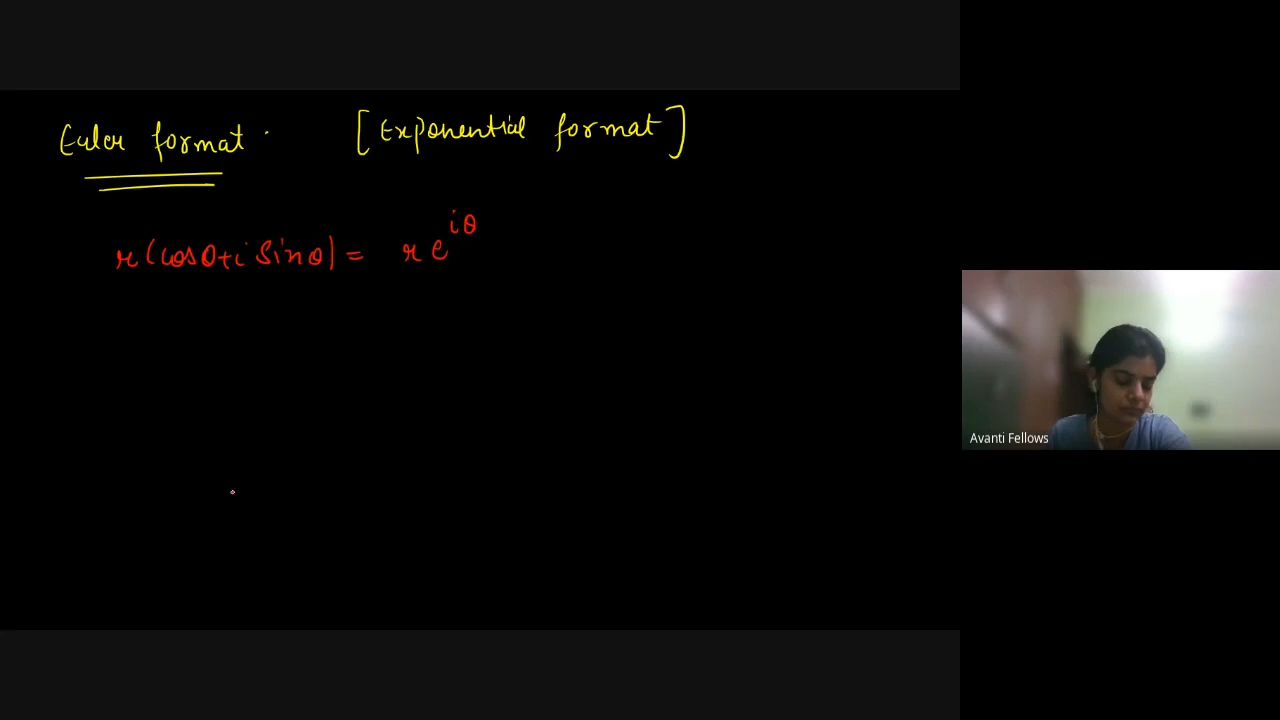 Euler format. [Exponential format]
r(cosθ+i Sinθ) = re^{iθ}
Avanti Fellows